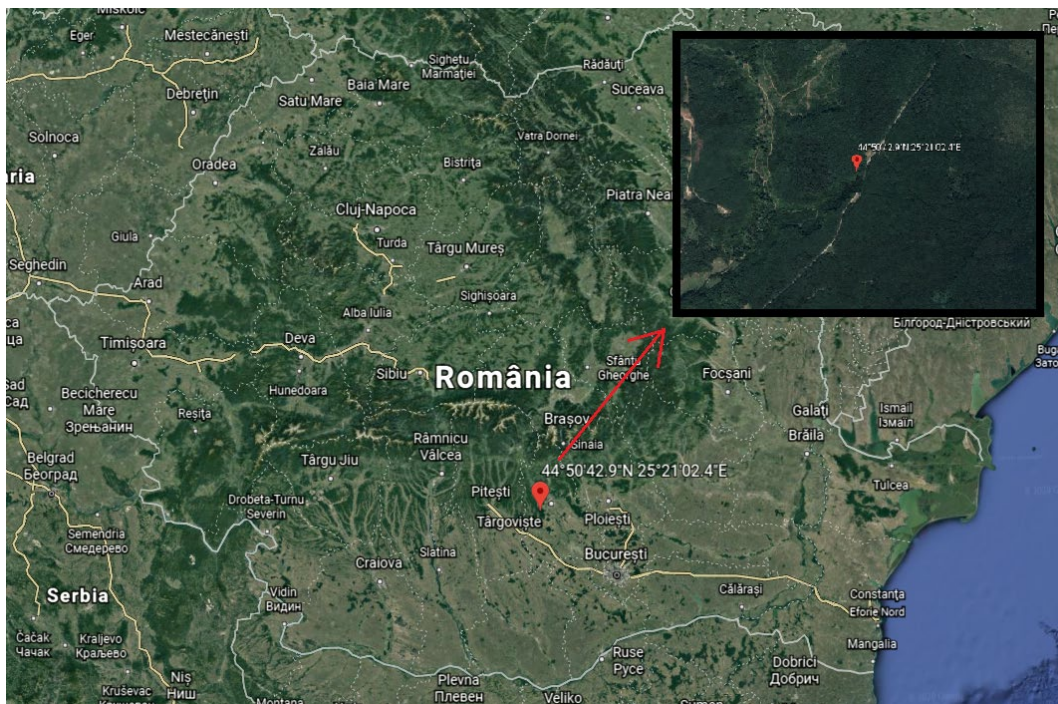 Miskolc
Eger
Mestecănești
Sighetu
Marmației
Rădăuți
Baia Mare
Suceava
Satu Mare
Debrețin
Solnoca
Vatra Dornei
Zalău
Oradea
Bistrița
Piatra Nea
Cluj-Napoca
Turda
Târgu Mureș
Giula
Seghedin
Arad
Sighișoara
Alba Iulia
Білгород-Дністровський
Timișoara
Deva
Sibiu
România
Sfântu
Gheorghe
Focșani
Hunedoara
Becicherecu
Mare
Зрењанин
Reșița
Brașov
Galați
Ismail
Ізмаїл
Râmnicu
Vâlcea
Sinaia
Brăila
Belgrad
Београд
Târgu Jiu
44°50'42.9"N 25°21'02.4"E
Pitești
Tulcea
Drobeta-Turnu
Severin
Târgoviște
Ploiești
Semendria
Смедерево
Craiova
Slatina
București
Călărași
Constanța
Eforie Nord
Serbia
Vidin
Видин
Mangalia
Čačak
Чачак
Kraljevo
Краљево
Ruse
Русе
Dobrici
Добрич
Niș
Ниш
Plevna
Плевен
Veliko
Kruševac
Montana